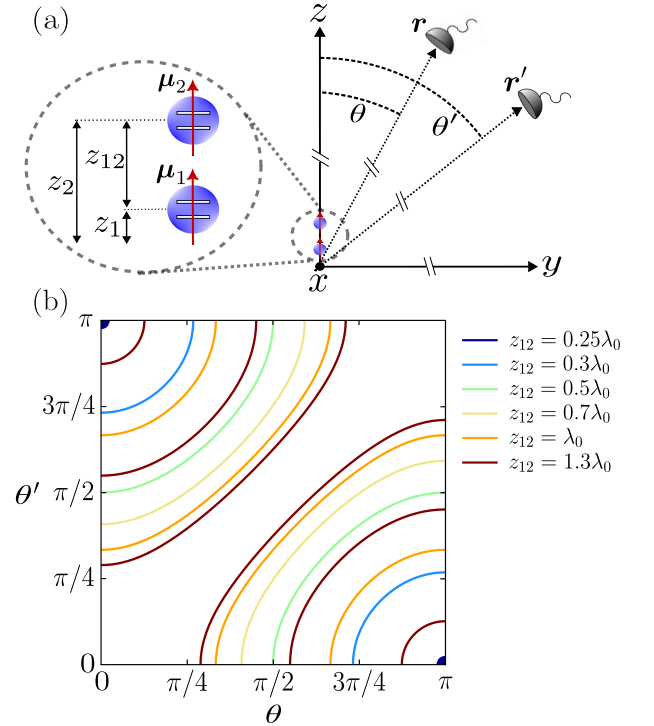 (a)
z
r
r′
θ
θ′
μ₂
μ₁
z₁₂
z₂
z₁
x
y
(b)
π
3π/4
π/2
π/4
0
θ′
0
π/4
π/2
3π/4
π
θ
z₁₂ = 0.25λ₀
z₁₂ = 0.3λ₀
z₁₂ = 0.5λ₀
z₁₂ = 0.7λ₀
z₁₂ = λ₀
z₁₂ = 1.3λ₀